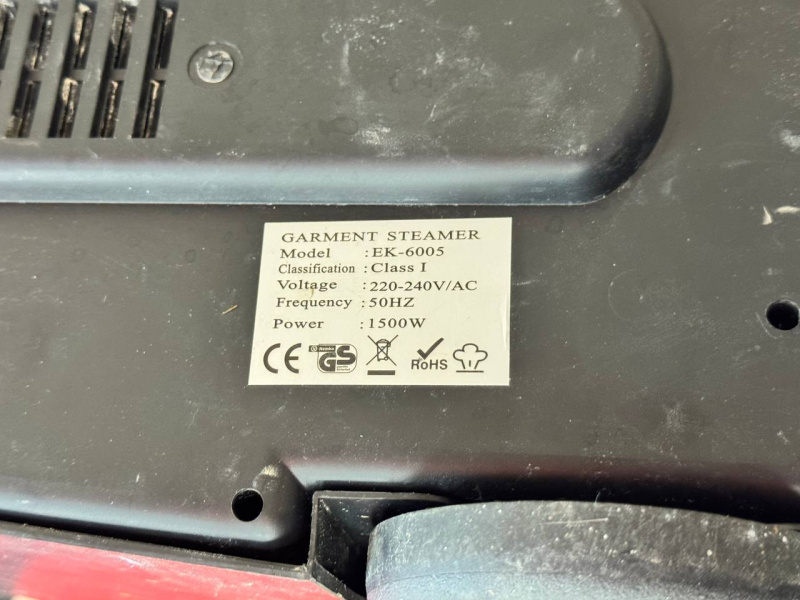 GARMENT STEAMER
Model : EK-6005
Classification : Class I
Voltage : 220-240V/AC
Frequency : 50HZ
Power : 1500W
CE GS RoHS